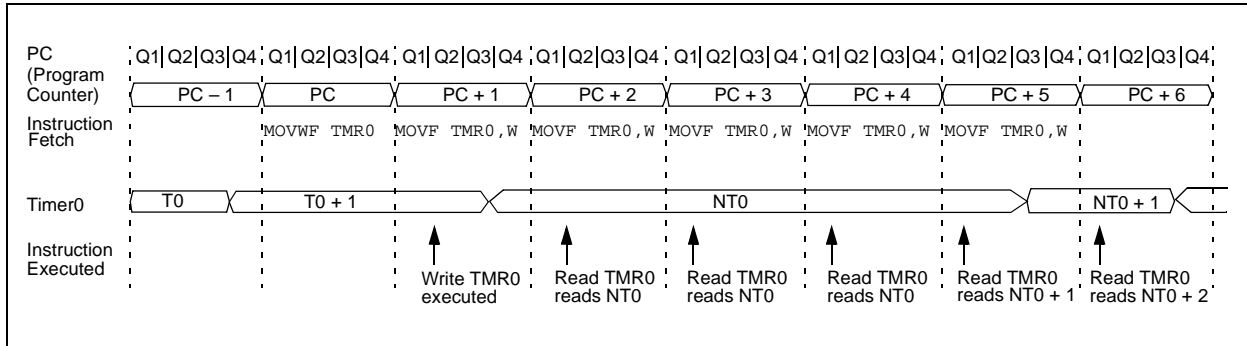 PC Q1 Q2 Q3 Q4 Q1 Q2 Q3 Q4 Q1 Q2 Q3 Q4 Q1 Q2 Q3 Q4 Q1 Q2 Q3 Q4 Q1 Q2 Q3 Q4 Q1 Q2 Q3 Q4 Q1 Q2 Q3 Q4
(Program
Counter) PC – 1 PC PC + 1 PC + 2 PC + 3 PC + 4 PC + 5 PC + 6
Instruction
Fetch
MOVWF TMR0 MOVF TMR0,W MOVF TMR0,W MOVF TMR0,W MOVF TMR0,W MOVF TMR0,W
Timer0 T0 T0 + 1 NT0 NT0 + 1
Instruction
Executed
Write TMR0
executed
Read TMR0
reads NT0
Read TMR0
reads NT0
Read TMR0
reads NT0
Read TMR0
reads NT0 + 1
Read TMR0
reads NT0 + 2